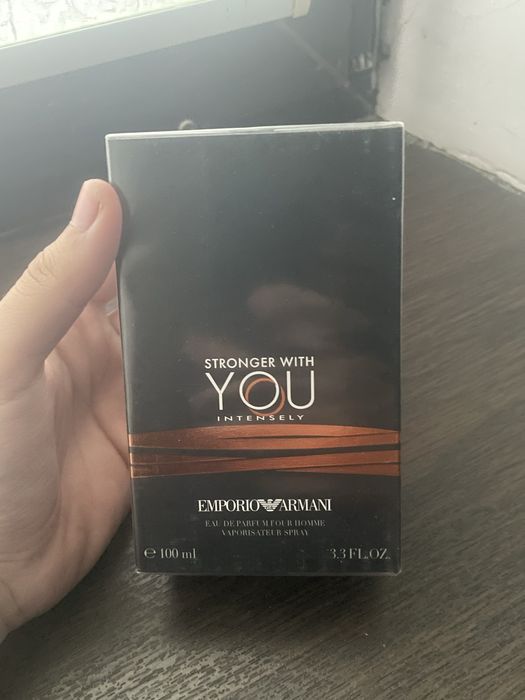 STRONGER WITH
YOU
INTENSELY
EMPORIO ARMANI
EAU DE PARFUM POUR HOMME
VAPORISATEUR SPRAY
℮ 100 ml 3.3 FL.OZ.